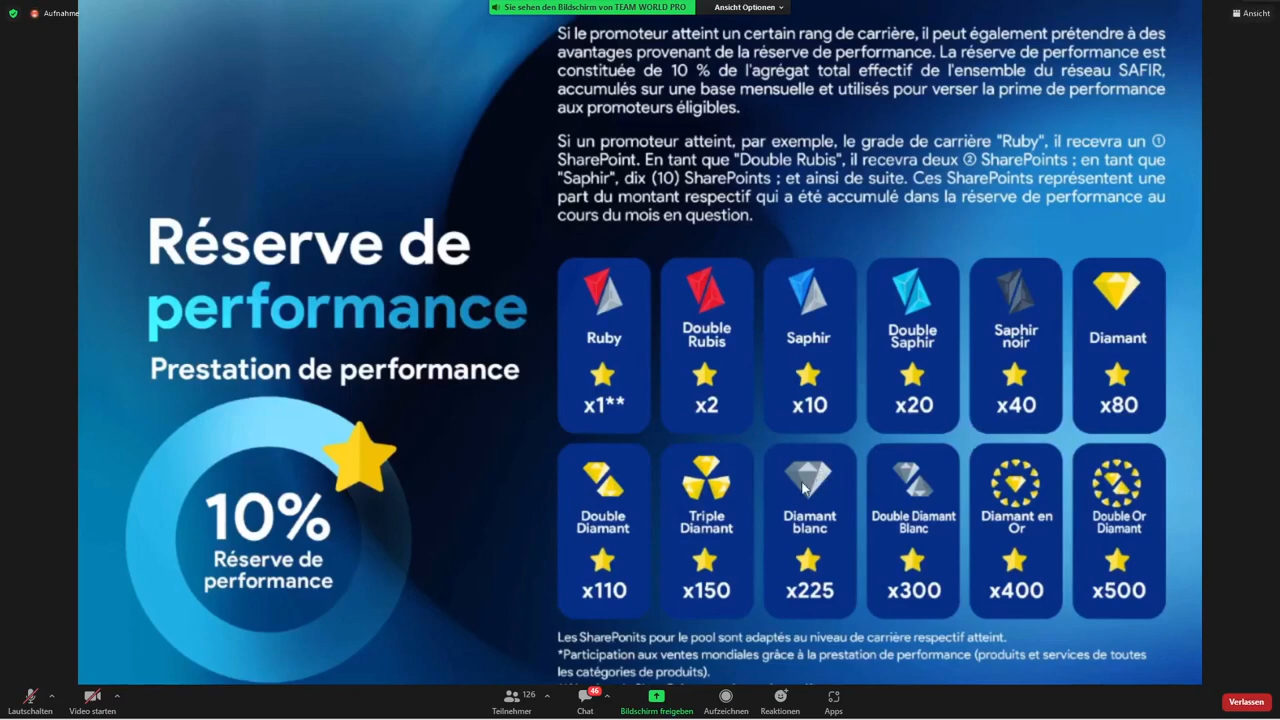 Aufnahme
Sie sehen den Bildschirm von TEAM WORLD PRO
Ansicht Optionen
Ansicht
Si le promoteur atteint un certain rang de carrière, il peut également prétendre à des
avantages provenant de la réserve de performance. La réserve de performance est
constituée de 10 % de l'agrégat total effectif de l'ensemble du réseau SAFIR,
accumulés sur une base mensuelle et utilisés pour verser la prime de performance
aux promoteurs éligibles.
Si un promoteur atteint, par exemple, le grade de carrière "Ruby", il recevra un ①
SharePoint. En tant que "Double Rubis", il recevra deux ② SharePoints ; en tant que
"Saphir", dix (10) SharePoints ; et ainsi de suite. Ces SharePoints représentent une
part du montant respectif qui a été accumulé dans la réserve de performance au
cours du mois en question.
Réserve de
performance
Prestation de performance
10%
Réserve de
performance
Ruby
x1**
Double
Rubis
x2
Saphir
x10
Double
Saphir
x20
Saphir
noir
x40
Diamant
x80
Double
Diamant
x110
Triple
Diamant
x150
Diamant
blanc
x225
Double Diamant
Blanc
x300
Diamant en
Or
x400
Double Or
Diamant
x500
Les SharePonits pour le pool sont adaptés au niveau de carrière respectif atteint.
*Participation aux ventes mondiales grâce à la prestation de performance (produits et services de toutes
les catégories de produits).
Lautschalten
Video starten
126
Teilnehmer
46
Chat
Bildschirm freigeben
Aufzeichnen
Reaktionen
Apps
Verlassen